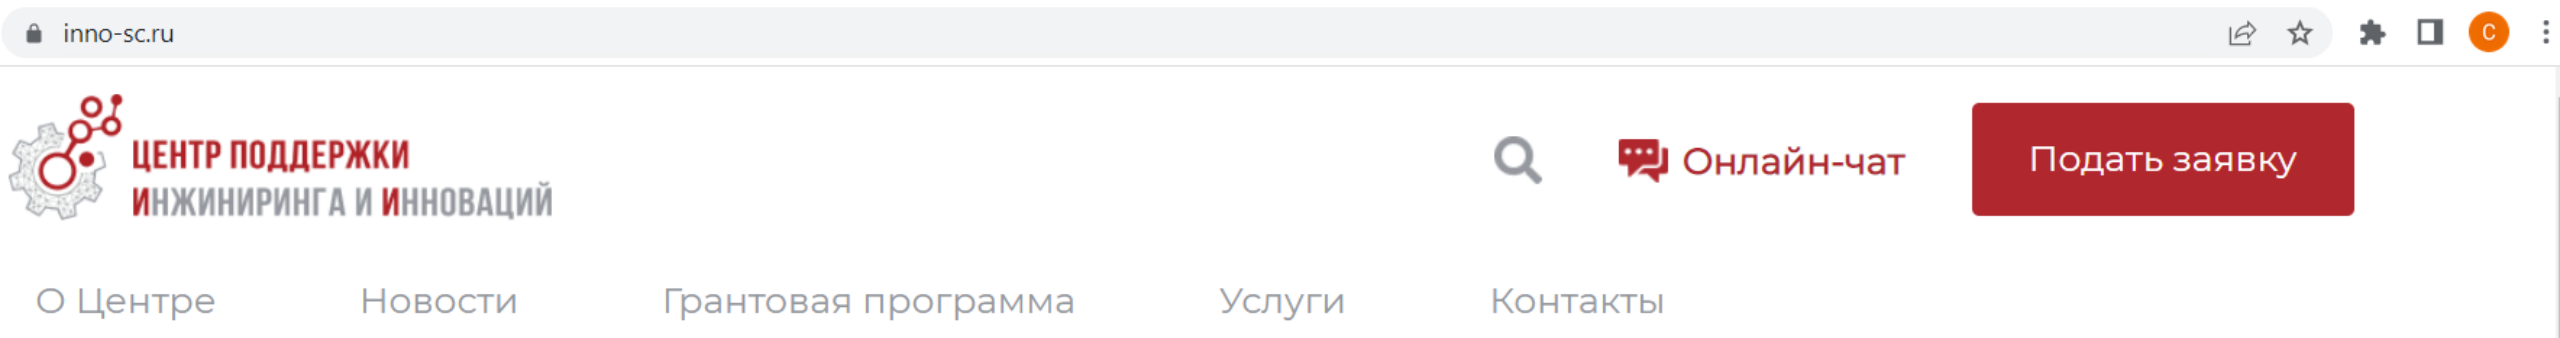 inno-sc.ru
C
ЦЕНТР ПОДДЕРЖКИ
ИНЖИНИРИНГА И ИННОВАЦИЙ
Онлайн-чат
Подать заявку
О Центре Новости Грантовая программа Услуги Контакты